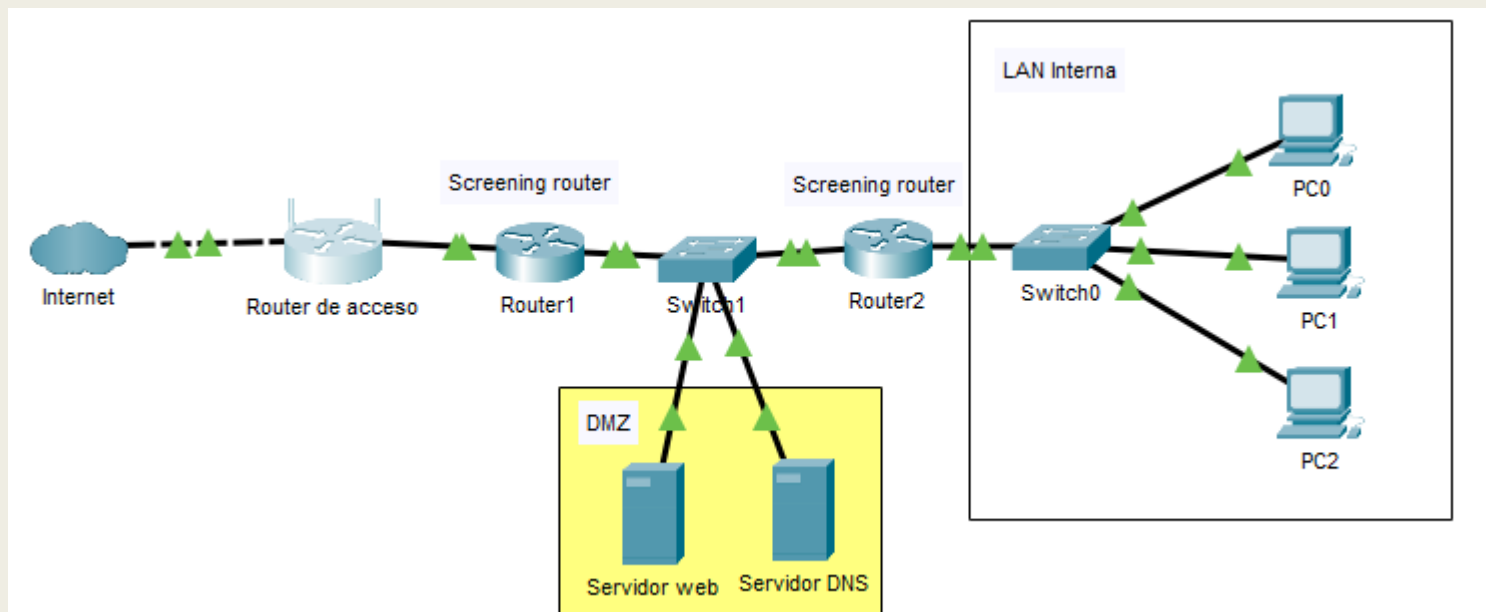 LAN Interna
Screening router
Screening router
PC0
Internet
Router de acceso
Router1
Switch1
Router2
Switch0
PC1
DMZ
PC2
Servidor web
Servidor DNS